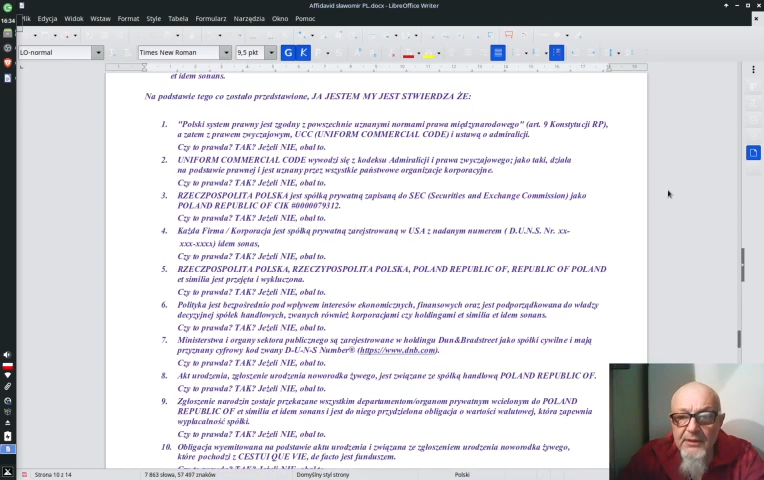 16:34
Affidavid sławomir PL.docx - LibreOffice Writer
Plik Edycja Widok Wstaw Format Style Tabela Formularz Narzędzia Okno Pomoc
LO-normal
Times New Roman
9,5 pkt
G K
et idem sonans.
Na podstawie tego co zostało przedstawione, JA JESTEM MY JEST STWIERDZA ŻE:
1. "Polski system prawny jest zgodny z powszechnie uznanymi normami prawa międzynarodowego" (art. 9 Konstytucji RP),
a zatem z prawem zwyczajowym, UCC (UNIFORM COMMERCIAL CODE) i ustawą o admiralicji.
Czy to prawda? TAK? Jeżeli NIE, obal to.
2. UNIFORM COMMERCIAL CODE wywodzi się z kodeksu Admiralicji i prawa zwyczajowego; jako taki, działa
na podstawie prawnej i jest uznany przez wszystkie państwowe organizacje korporacyjne.
Czy to prawda? TAK? Jeżeli NIE, obal to.
3. RZECZPOSPOLITA POLSKA jest spółką prywatną zapisaną do SEC (Securities and Exchange Commission) jako
POLAND REPUBLIC OF CIK #0000079312.
Czy to prawda? TAK? Jeżeli NIE, obal to.
4. Każda Firma / Korporacja jest spółką prywatną zarejestrowaną w USA z nadanym numerem ( D.U.N.S. Nr. xx-
xxx-xxxx) idem sonas,
Czy to prawda? TAK? Jeżeli NIE, obal to.
5. RZECZPOSPOLITA POLSKA, RZECZYPOSPOLITA POLSKA, POLAND REPUBLIC OF, REPUBLIC OF POLAND
et similia jest przejęta i wykluczona.
Czy to prawda? TAK? Jeżeli NIE, obal to.
6. Polityka jest bezpośrednio pod wpływem interesów ekonomicznych, finansowych oraz jest podporządkowana do władzy
decyzyjnej spółek handlowych, zwanych również korporacjami czy holdingami et similia et idem sonans.
Czy to prawda? TAK? Jeżeli NIE, obal to.
7. Ministerstwa i organy sektora publicznego są zarejestrowane w holdingu Dun&Bradstreet jako spółki cywilne i mają
przyznany cyfrowy kod zwany D-U-N-S Number® (https://www.dnb.com).
Czy to prawda? TAK? Jeżeli NIE, obal to.
8. Akt urodzenia, zgłoszenie urodzenia noworodka żywego, jest związane ze spółką handlową POLAND REPUBLIC OF.
Czy to prawda? TAK? Jeżeli NIE, obal to.
9. Zgłoszenie narodzin zostaje przekazane wszystkim departamentom/organom prywatnym wcielonym do POLAND
REPUBLIC OF et similia et idem sonans i jest do niego przydzielona obligacja o wartości walutowej, która zapewnia
wypłacalność spółki.
Czy to prawda? TAK? Jeżeli NIE, obal to.
10. Obligacja wyemitowana na podstawie aktu urodzenia i związana ze zgłoszeniem urodzenia noworodka żywego,
które pochodzi z CESTUI QUE VIE, de facto jest funduszem.
Czy to prawda? TAK? Jeżeli NIE, obal to.
Strona 10 z 14
7 863 słowa, 57 497 znaków
Domyślny styl strony
Polski